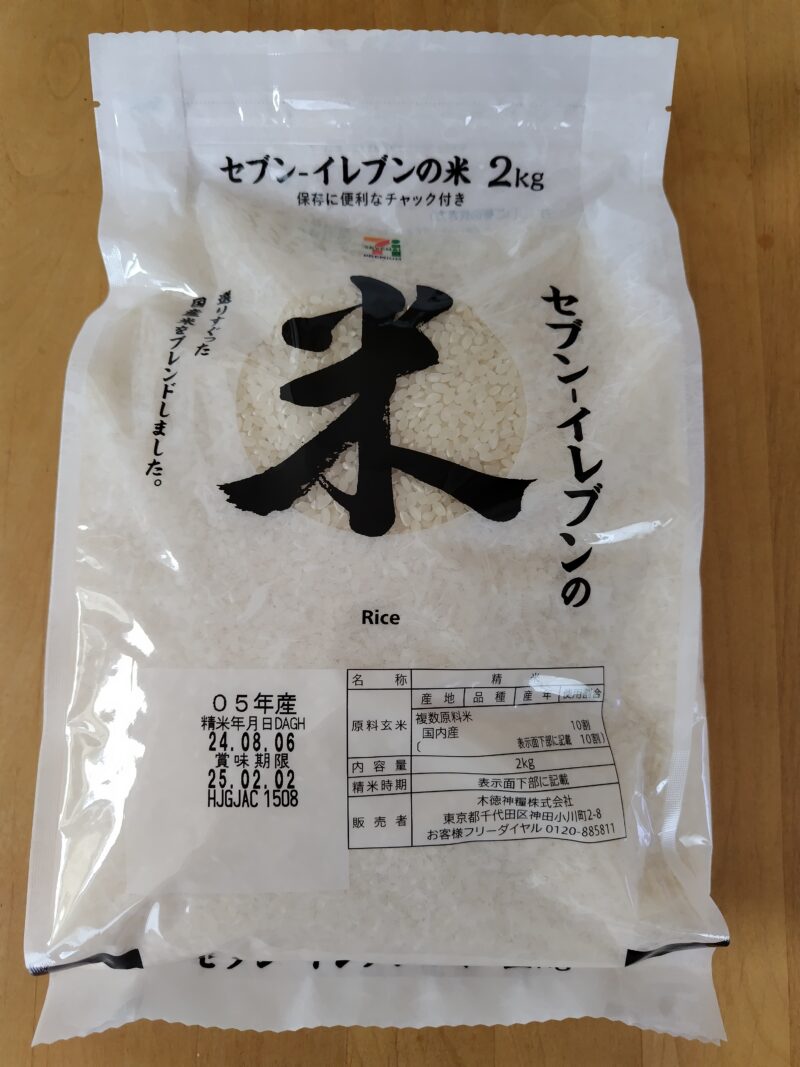 セブン-イレブンの米 2kg
保存に便利なチャック付き
PREMIUM
セブン-イレブンの
米
選りすぐった
国産米をブレンドしました。
Rice
05年産
精米年月日DAGH
24.08.06
賞味期限
25.02.02
HJGJAC 1508
名称 精米
原料玄米 産地 品種 産年 使用割合
複数原料米
国内産 10割
( 表示面下部に記載 10割)
内容量 2kg
精米時期 表示面下部に記載
販売者 木徳神糧株式会社
東京都千代田区神田小川町2-8
お客様フリーダイヤル 0120-885811